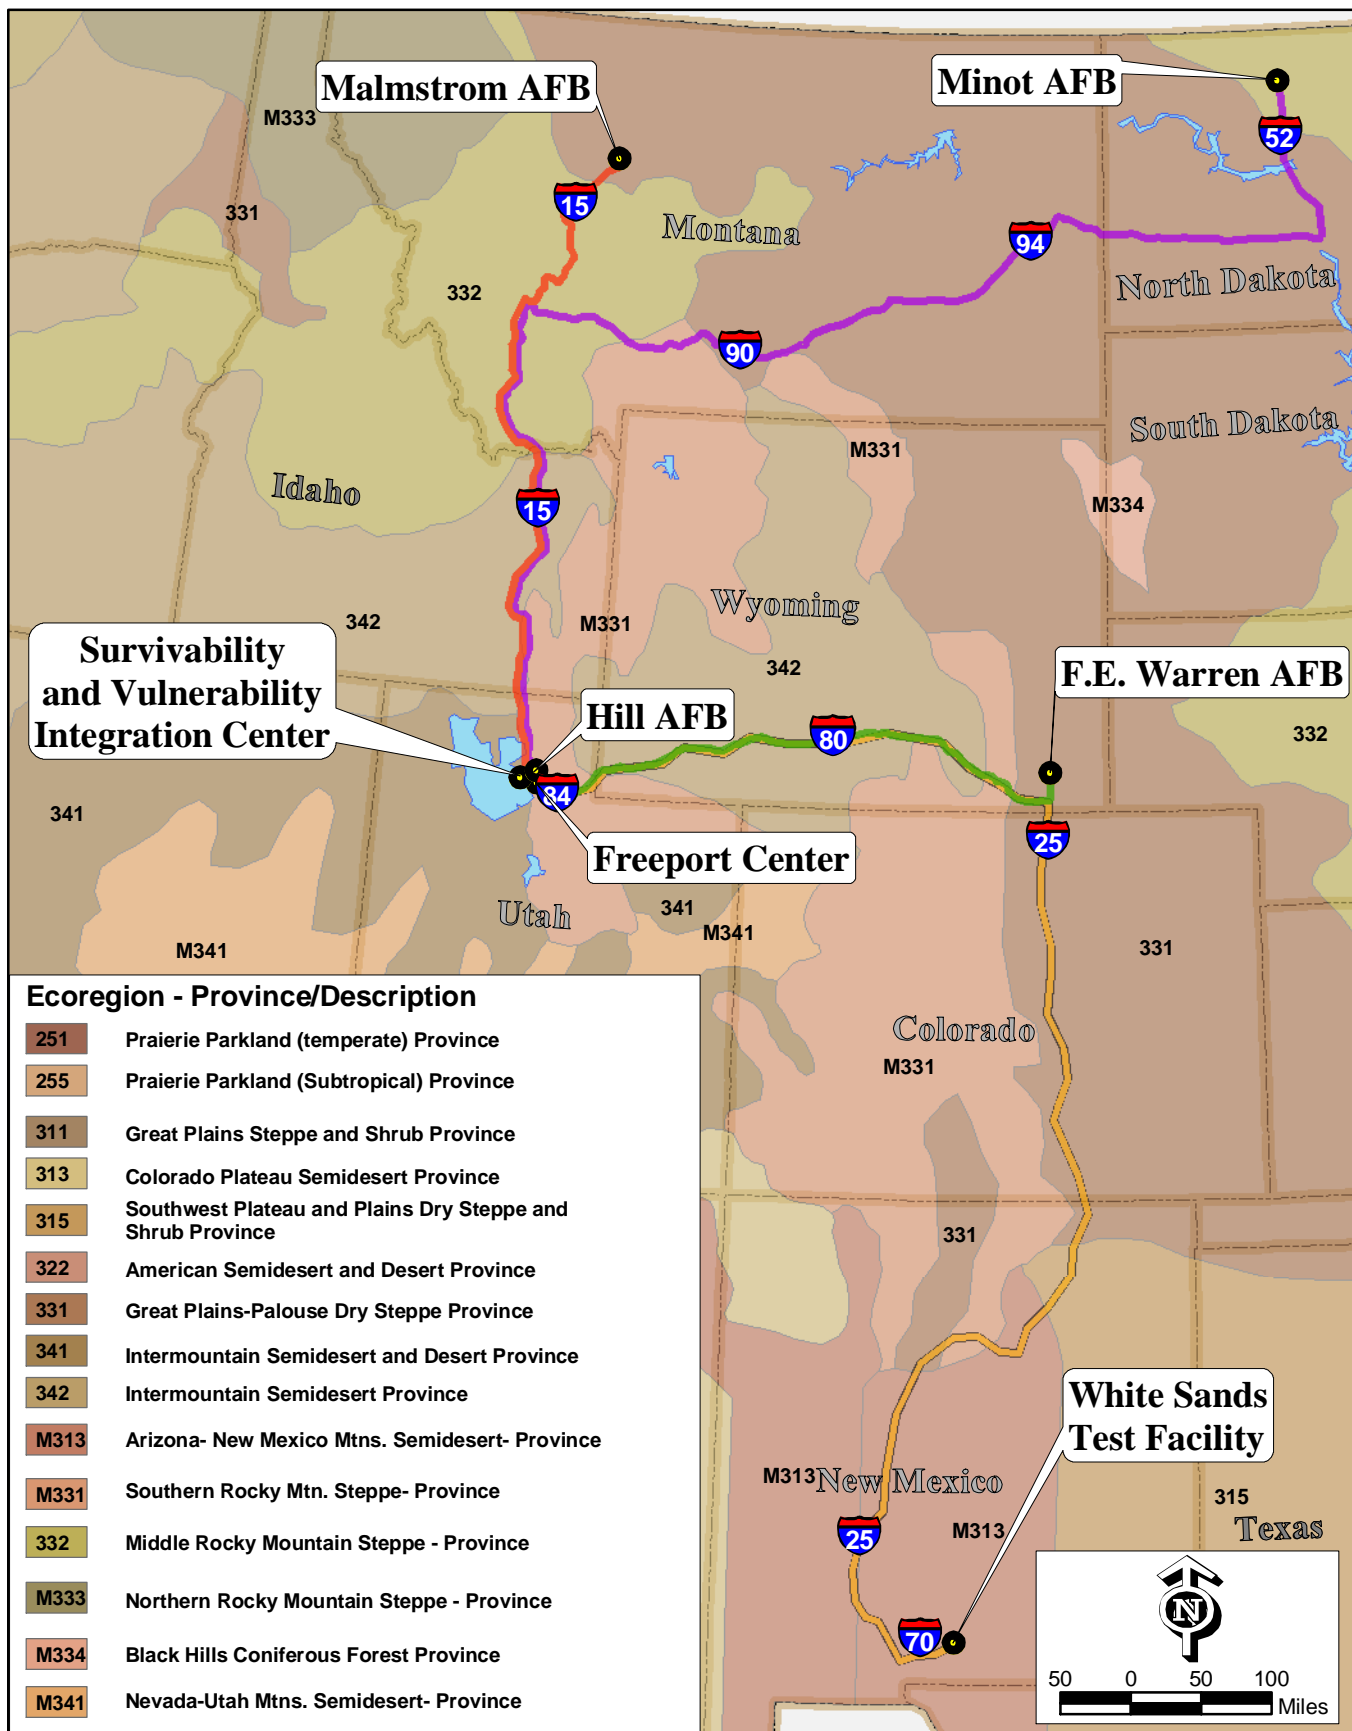 Malmstrom AFB
Minot AFB
M333
52
15
331
Montana
94
North Dakota
332
90
South Dakota
M331
Idaho
M334
15
Wyoming
342
M331
Survivability
and Vulnerability
Integration Center
342
F.E. Warren AFB
Hill AFB
80
332
84
341
25
Freeport Center
341
Utah
M341
M341
331
Colorado
M331
331
White Sands
Test Facility
M313
New Mexico
315
Texas
25
M313
70
50
0
50
100
Miles
N
Ecoregion - Province/Description
251 Praierie Parkland (temperate) Province
255 Praierie Parkland (Subtropical) Province
311 Great Plains Steppe and Shrub Province
313 Colorado Plateau Semidesert Province
315 Southwest Plateau and Plains Dry Steppe and
Shrub Province
322 American Semidesert and Desert Province
331 Great Plains-Palouse Dry Steppe Province
341 Intermountain Semidesert and Desert Province
342 Intermountain Semidesert Province
M313 Arizona- New Mexico Mtns. Semidesert- Province
M331 Southern Rocky Mtn. Steppe- Province
332 Middle Rocky Mountain Steppe - Province
M333 Northern Rocky Mountain Steppe - Province
M334 Black Hills Coniferous Forest Province
M341 Nevada-Utah Mtns. Semidesert- Province